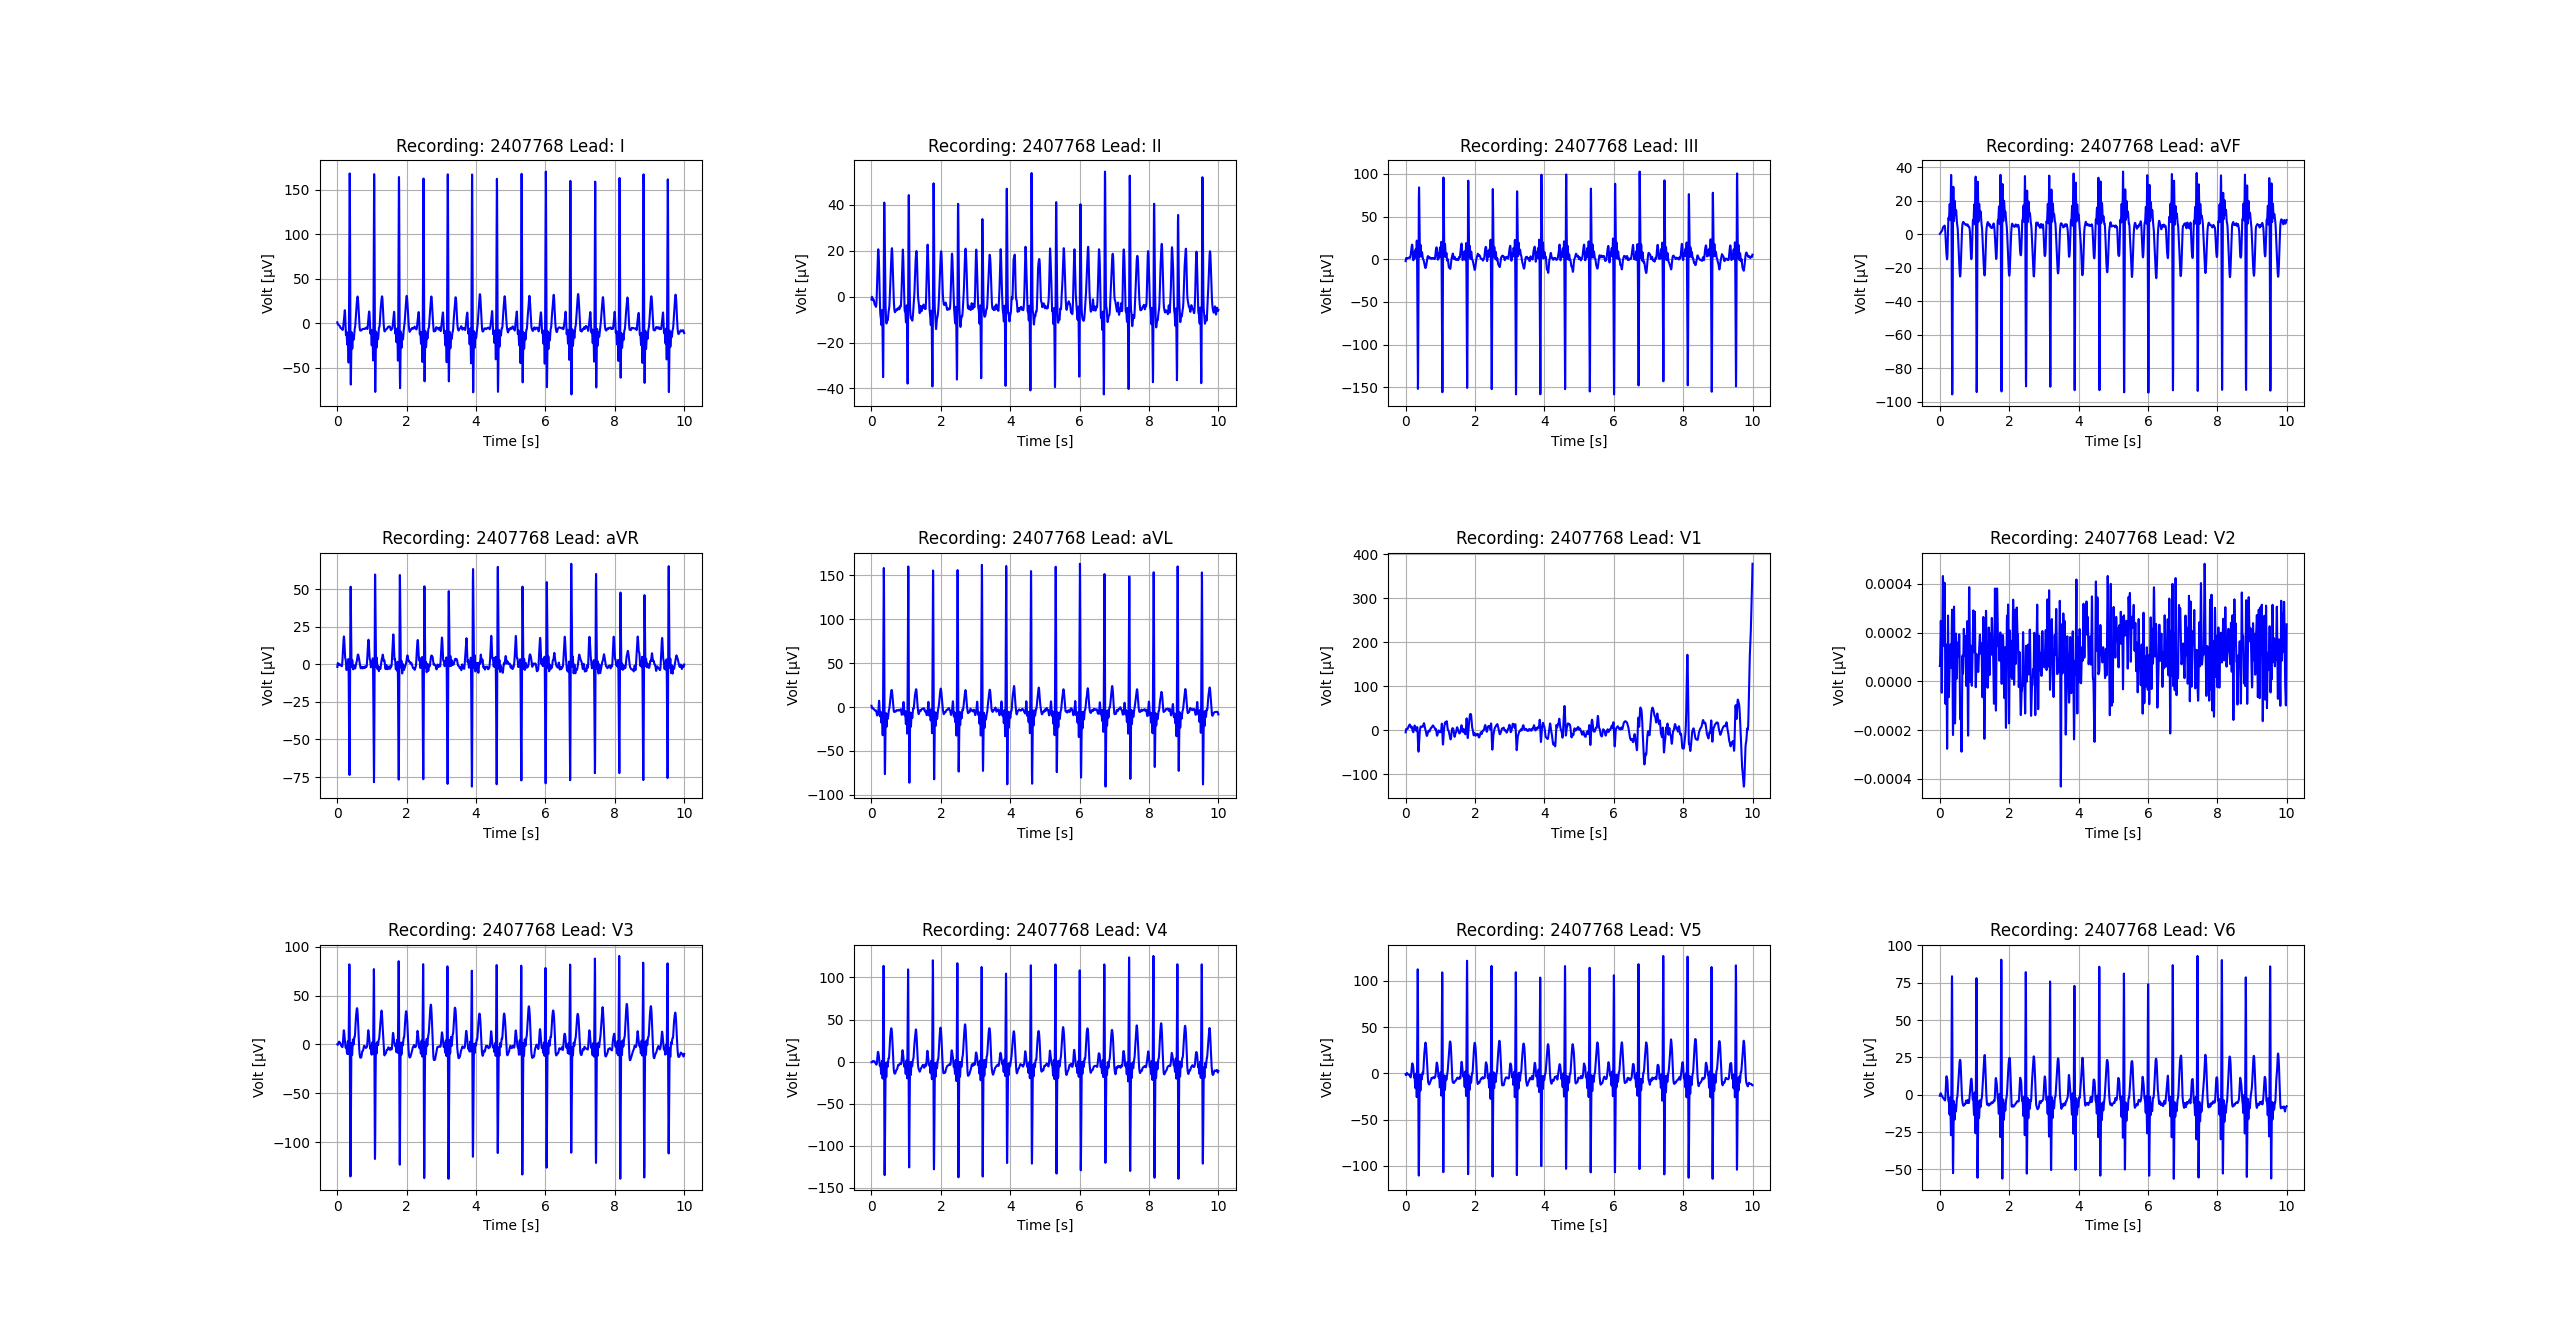 Recording: 2407768 Lead: I
Volt [µV]
150
100
50
0
−50
0 2 4 6 8 10
Time [s]
Recording: 2407768 Lead: II
Volt [µV]
40
20
0
−20
−40
0 2 4 6 8 10
Time [s]
Recording: 2407768 Lead: III
Volt [µV]
100
50
0
−50
−100
−150
0 2 4 6 8 10
Time [s]
Recording: 2407768 Lead: aVF
Volt [µV]
40
20
0
−20
−40
−60
−80
−100
0 2 4 6 8 10
Time [s]
Recording: 2407768 Lead: aVR
Volt [µV]
50
25
0
−25
−50
−75
0 2 4 6 8 10
Time [s]
Recording: 2407768 Lead: aVL
Volt [µV]
150
100
50
0
−50
−100
0 2 4 6 8 10
Time [s]
Recording: 2407768 Lead: V1
Volt [µV]
400
300
200
100
0
−100
0 2 4 6 8 10
Time [s]
Recording: 2407768 Lead: V2
Volt [µV]
0.0004
0.0002
0.0000
−0.0002
−0.0004
0 2 4 6 8 10
Time [s]
Recording: 2407768 Lead: V3
Volt [µV]
100
50
0
−50
−100
0 2 4 6 8 10
Time [s]
Recording: 2407768 Lead: V4
Volt [µV]
100
50
0
−50
−100
−150
0 2 4 6 8 10
Time [s]
Recording: 2407768 Lead: V5
Volt [µV]
100
50
0
−50
−100
0 2 4 6 8 10
Time [s]
Recording: 2407768 Lead: V6
Volt [µV]
100
75
50
25
0
−25
−50
0 2 4 6 8 10
Time [s]